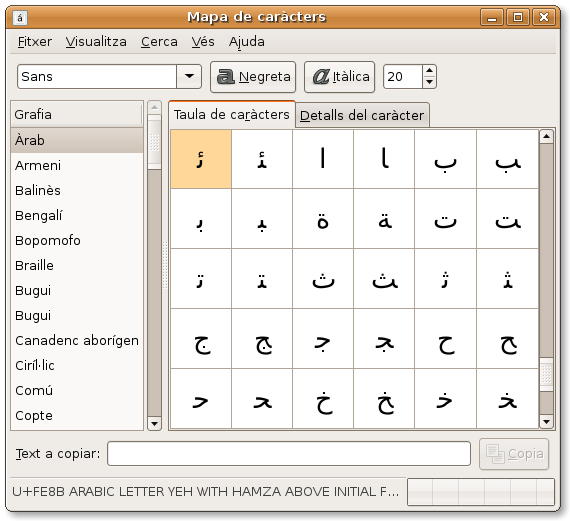 Mapa de caràcters
Fitxer Visualitza Cerca Vés Ajuda
Sans Negreta Itàlica 20
Grafia
Àrab
Armeni
Balinès
Bengalí
Bopomofo
Braille
Bugui
Bugui
Canadenc aborígen
Ciríl·lic
Comú
Copte
Taula de caràcters Detalls del caràcter
ﺋ ﺌ ﺍ ﺎ ﺏ ﺐ
ﺑ ﺒ ﺓ ﺔ ﺕ ﺖ
ﺗ ﺘ ﺙ ﺚ ﺛ ﺜ
ﺝ ﺞ ﺟ ﺠ ﺡ ﺢ
ﺣ ﺤ ﺥ ﺦ ﺧ ﺨ
Text a copiar: Copia
U+FE8B ARABIC LETTER YEH WITH HAMZA ABOVE INITIAL F...